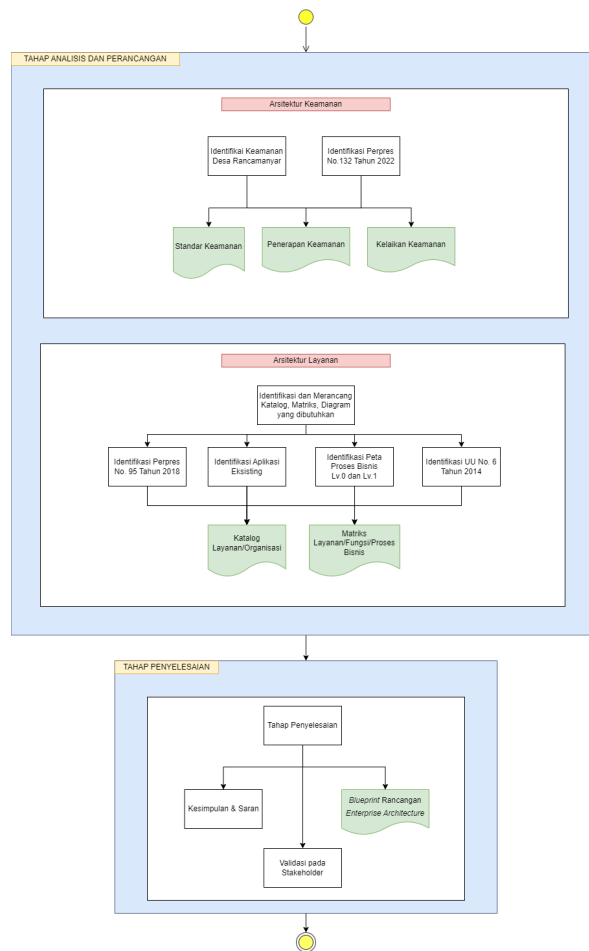 TAHAP ANALISIS DAN PERANCANGAN
Arsitektur Keamanan
Identifikai Keamanan
Desa Rancamanyar
Identifikasi Perpres
No.132 Tahun 2022
Standar Keamanan
Penerapan Keamanan
Kelaikan Keamanan
Arsitektur Layanan
Identifikasi dan Merancang
Katalog, Matriks, Diagram
yang dibutuhkan
Identifikasi Perpres
No. 95 Tahun 2018
Identifikasi Aplikasi
Eksisting
Identifikasi Peta
Proses Bisnis
Lv.0 dan Lv.1
Identifikasi UU No. 6
Tahun 2014
Katalog
Layanan/Organisasi
Matriks
Layanan/Fungsi/Proses
Bisnis
TAHAP PENYELESAIAN
Tahap Penyelesaian
Kesimpulan & Saran
Blueprint Rancangan
Enterprise Architecture
Validasi pada
Stakeholder